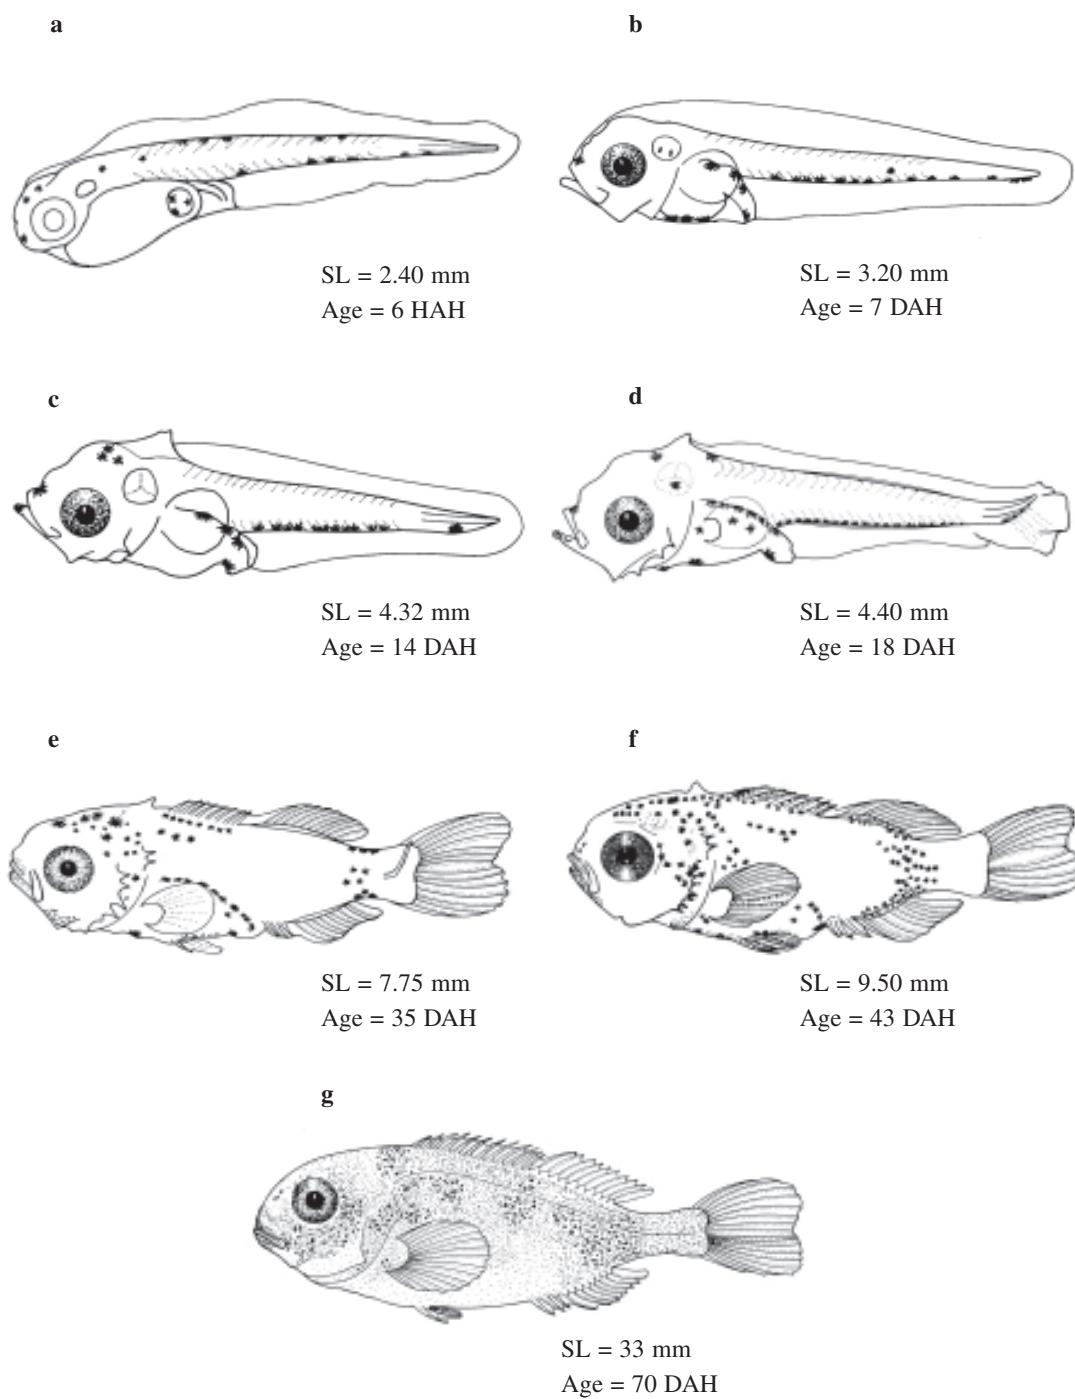 a
b
SL = 2.40 mm
Age = 6 HAH
SL = 3.20 mm
Age = 7 DAH
c
d
SL = 4.32 mm
Age = 14 DAH
SL = 4.40 mm
Age = 18 DAH
e
f
SL = 7.75 mm
Age = 35 DAH
SL = 9.50 mm
Age = 43 DAH
g
SL = 33 mm
Age = 70 DAH